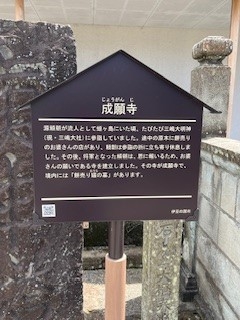 じょうがんじ
成願寺
源頼朝が流人として蛭ヶ島にいた頃、たびたび三嶋大明神
(現・三嶋大社)に参詣していました。途中の原木に餅売り
のお婆さんの店があり、頼朝は参詣の折に立ち寄り休息しま
した。その後、将軍となった頼朝は、恩に報いるため、お婆
さんの願いである寺を建立しました。その寺が成願寺で、
境内には「餅売り媼の墓」があります。
伊豆の国市